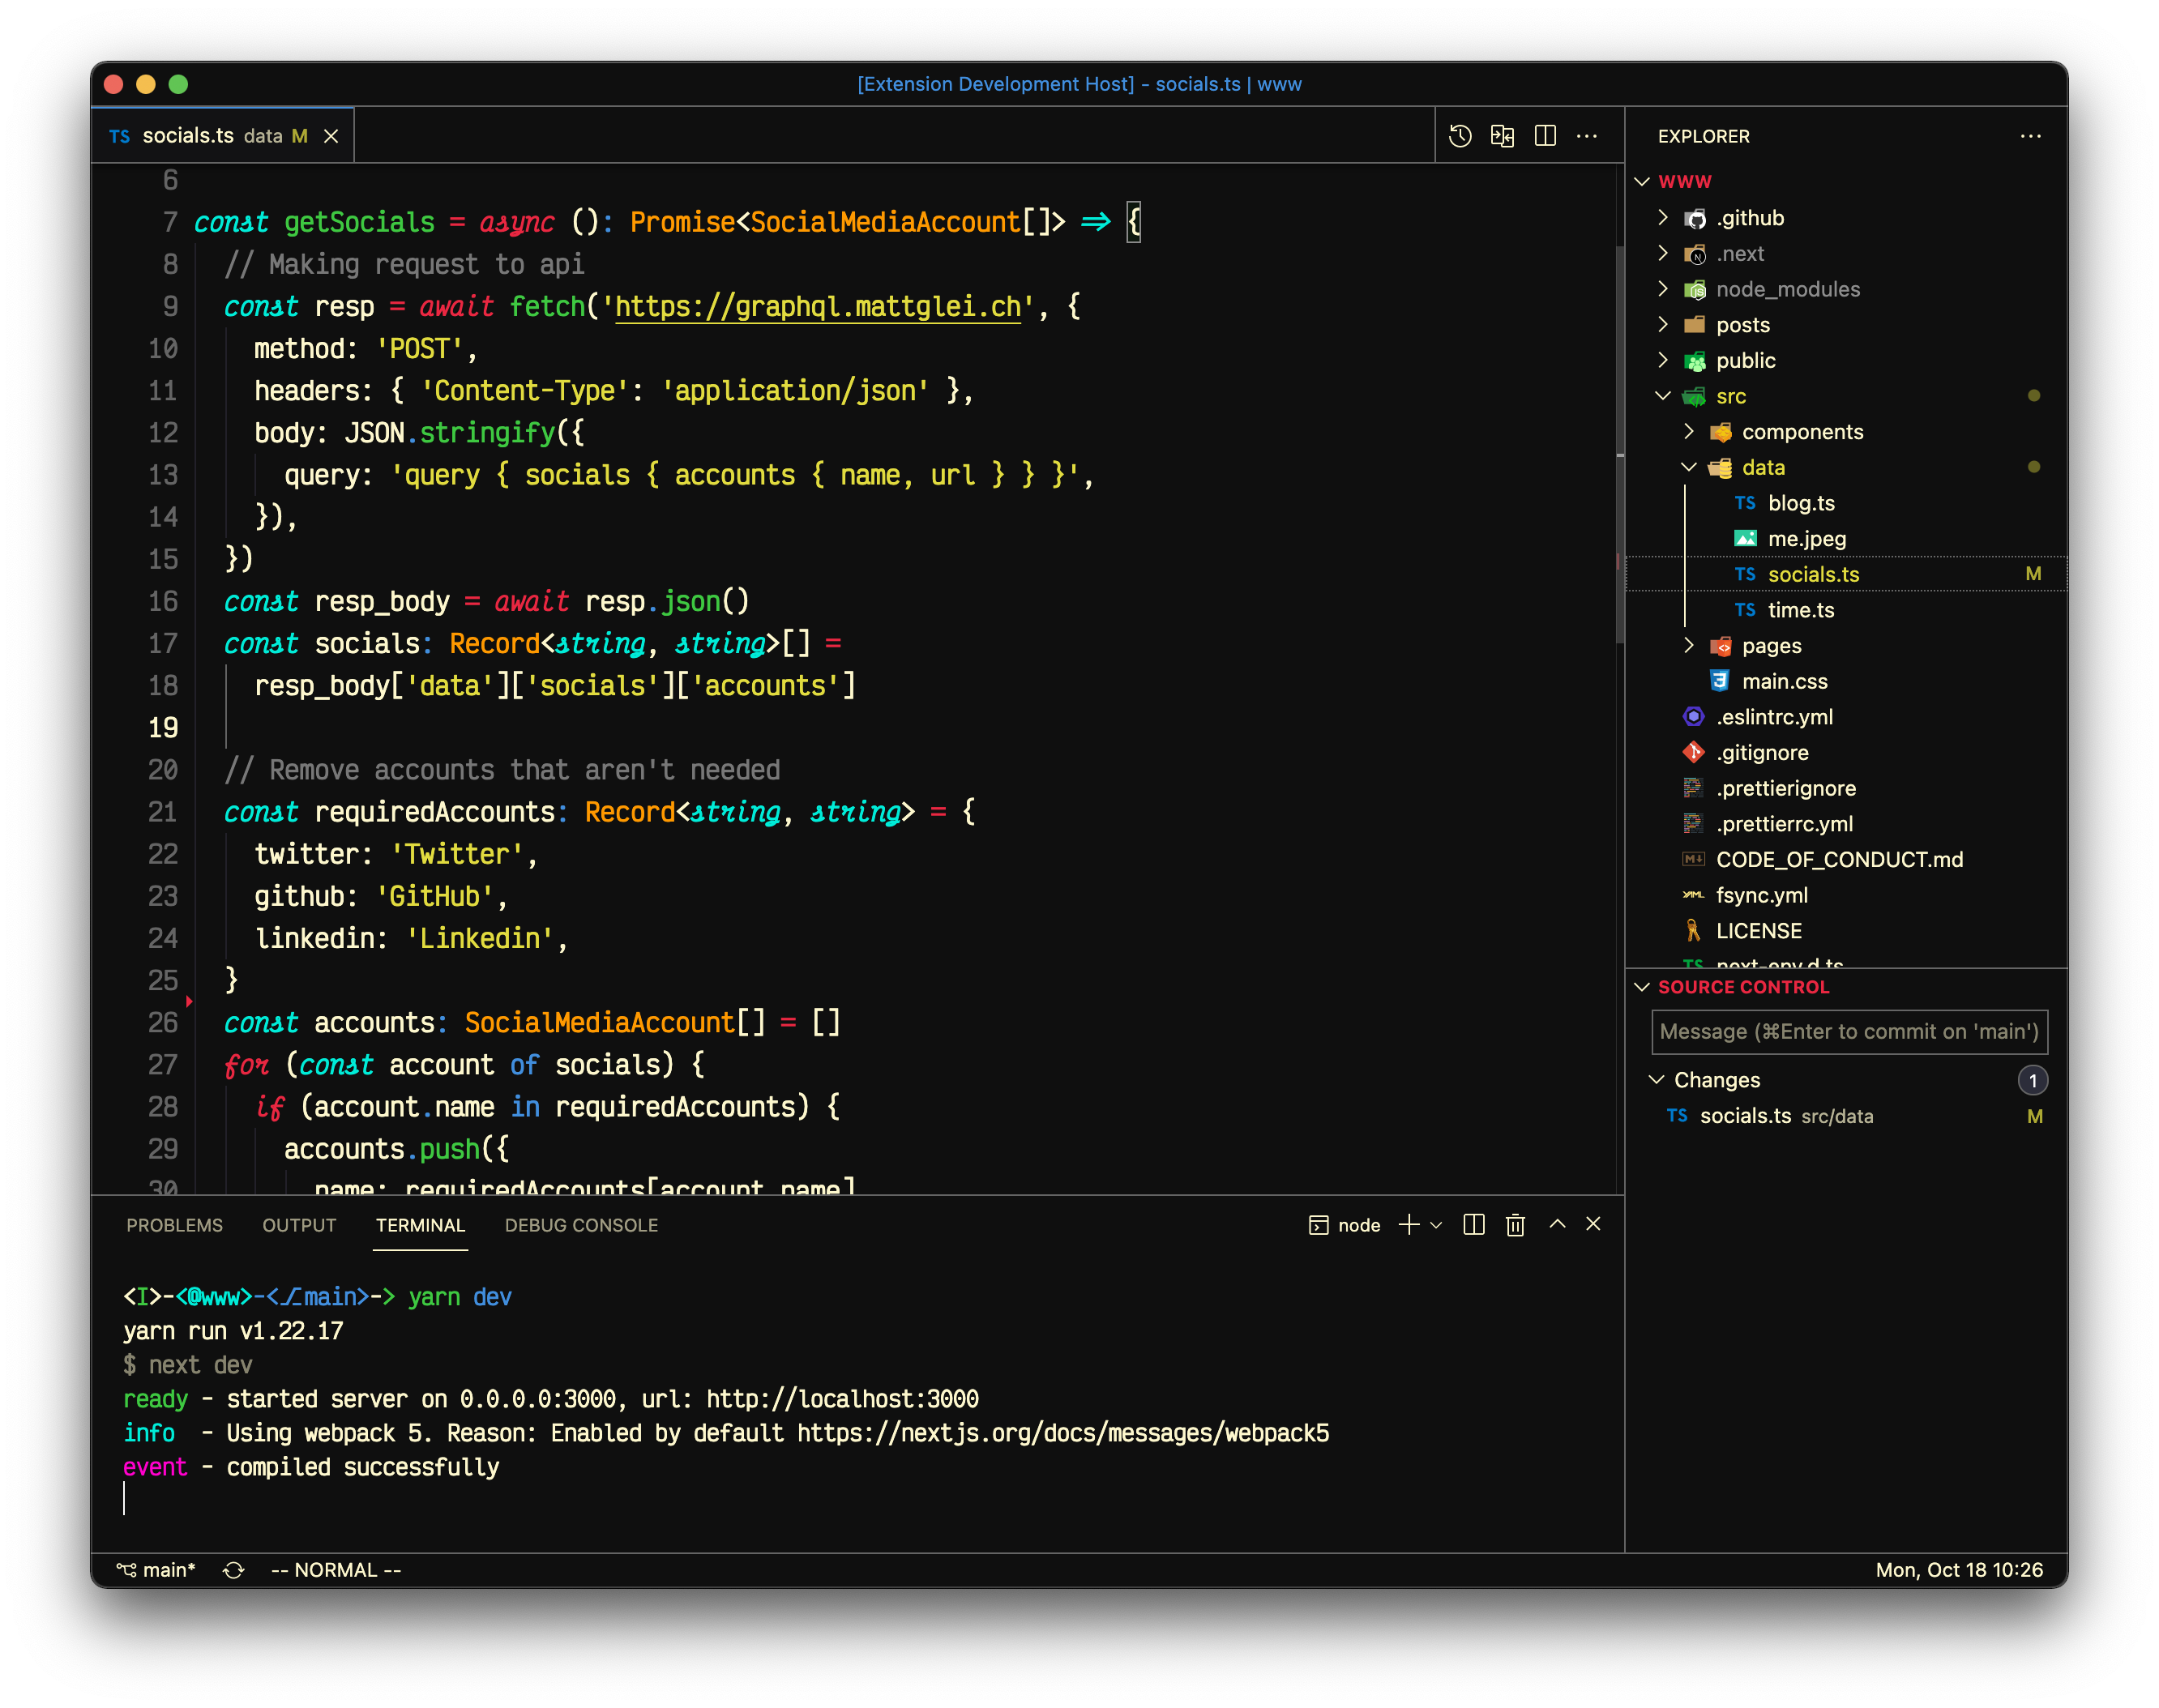 [Extension Development Host] - socials.ts | www
TS socials.ts data M
6
7 const getSocials = async (): Promise<SocialMediaAccount[]> => {
8 // Making request to api
9 const resp = await fetch('https://graphql.mattglei.ch', {
10 method: 'POST',
11 headers: { 'Content-Type': 'application/json' },
12 body: JSON.stringify({
13 query: 'query { socials { accounts { name, url } } }',
14 }),
15 })
16 const resp_body = await resp.json()
17 const socials: Record<string, string>[] =
18 resp_body['data']['socials']['accounts']
19
20 // Remove accounts that aren't needed
21 const requiredAccounts: Record<string, string> = {
22 twitter: 'Twitter',
23 github: 'GitHub',
24 linkedin: 'Linkedin',
25 }
26 const accounts: SocialMediaAccount[] = []
27 for (const account of socials) {
28 if (account.name in requiredAccounts) {
29 accounts.push({
30 name: requiredAccounts[account.name]
PROBLEMS OUTPUT TERMINAL DEBUG CONSOLE node
<I>-<@www>-<⎇main>-> yarn dev
yarn run v1.22.17
$ next dev
ready - started server on 0.0.0.0:3000, url: http://localhost:3000
info - Using webpack 5. Reason: Enabled by default https://nextjs.org/docs/messages/webpack5
event - compiled successfully
EXPLORER
WWW
.github
.next
node_modules
posts
public
src
components
data
TS blog.ts
me.jpeg
TS socials.ts M
TS time.ts
pages
main.css
.eslintrc.yml
.gitignore
.prettierignore
.prettierrc.yml
CODE_OF_CONDUCT.md
fsync.yml
LICENSE
TS next-env.d.ts
SOURCE CONTROL
Message (⌘Enter to commit on 'main')
Changes 1
TS socials.ts src/data M
main* -- NORMAL --
Mon, Oct 18 10:26